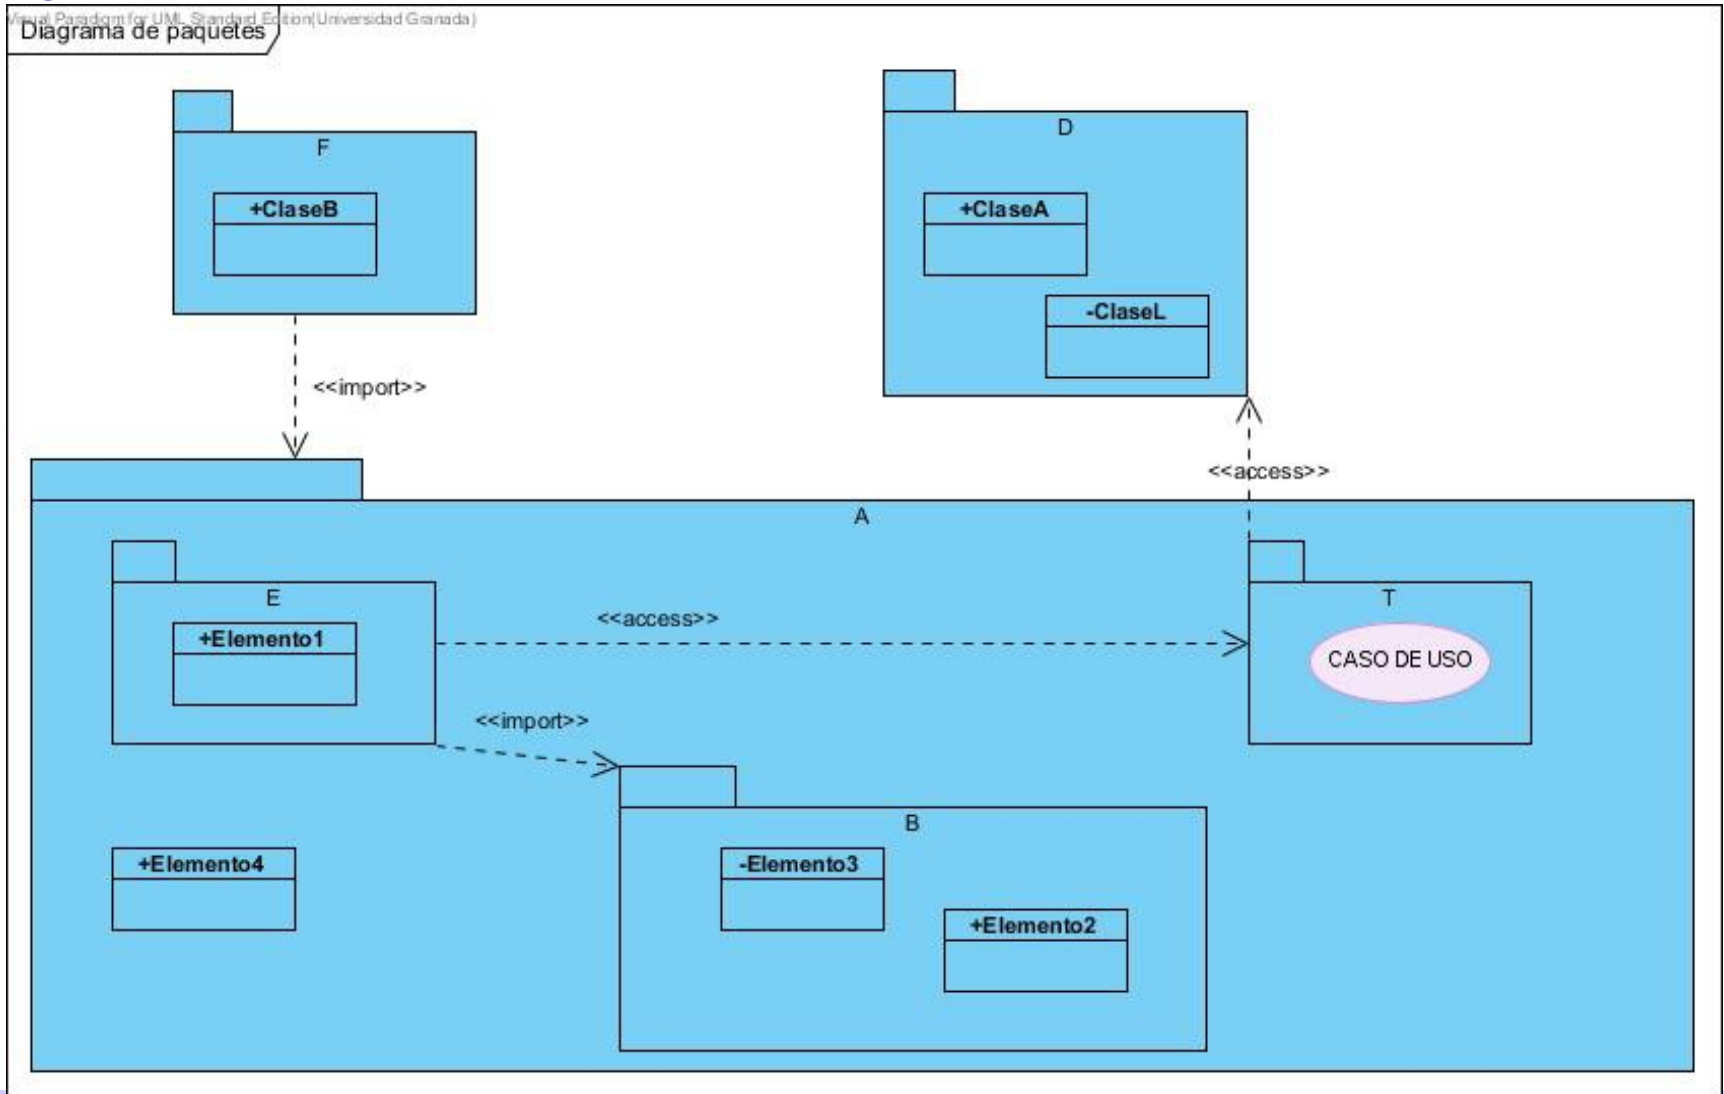 Visual Paradigm for UML Standard Edition(Universidad Granada)
Diagrama de paquetes
F
+ClaseB
D
+ClaseA
-ClaseL
<<import>>
<<access>>
A
E
+Elemento1
<<access>>
T
CASO DE USO
<<import>>
B
+Elemento4
-Elemento3
+Elemento2